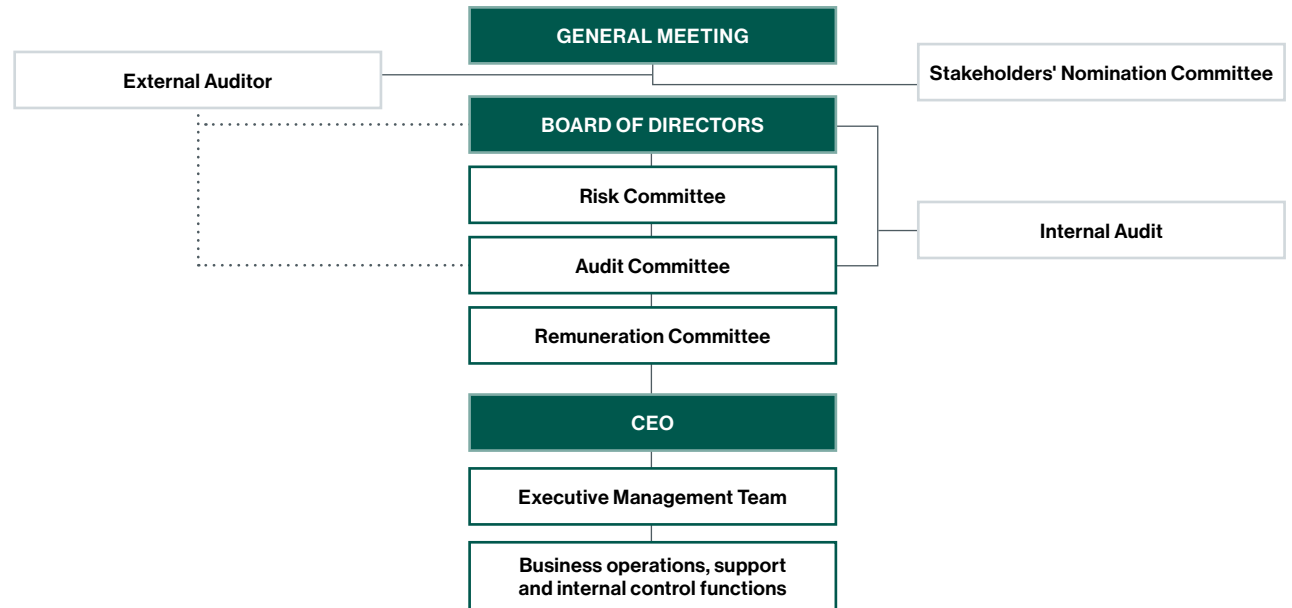 GENERAL MEETING
External Auditor
Stakeholders' Nomination Committee
BOARD OF DIRECTORS
Risk Committee
Internal Audit
Audit Committee
Remuneration Committee
CEO
Executive Management Team
Business operations, support
and internal control functions